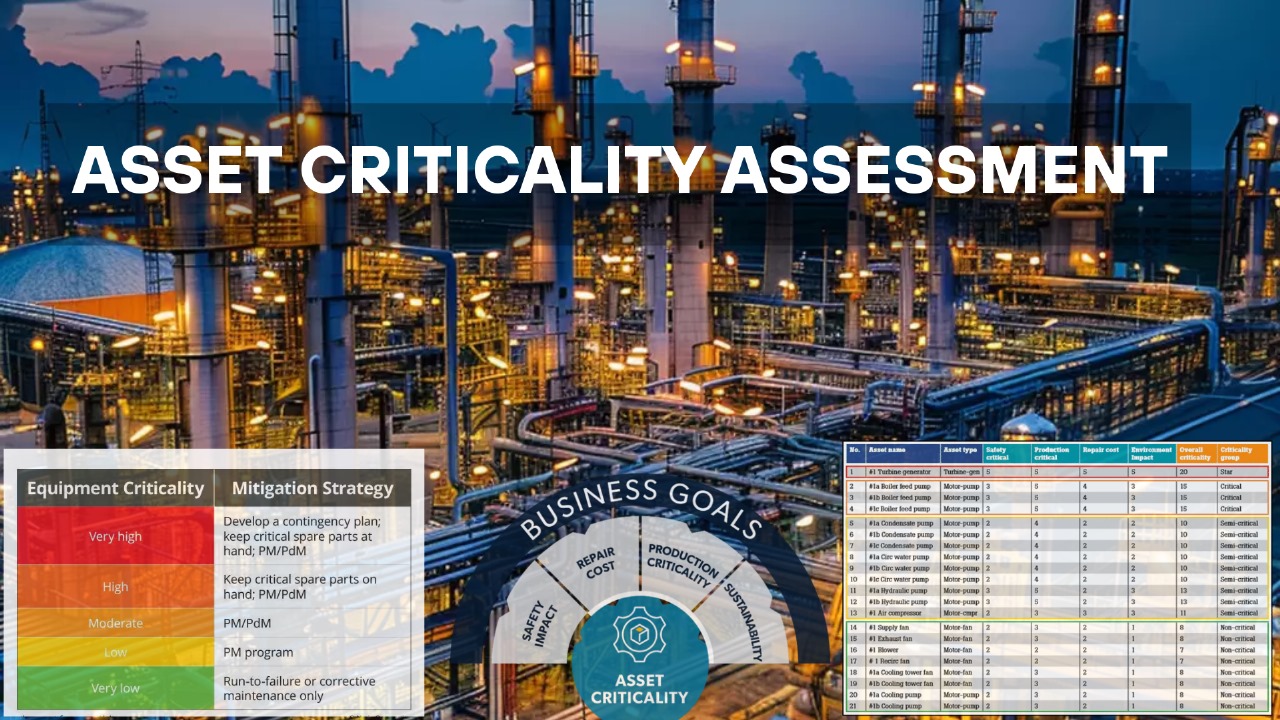 ASSET CRITICALITY ASSESSMENT
Equipment Criticality Mitigation Strategy
Very high
Develop a contingency plan;
keep critical spare parts at
hand; PM/PdM
High
Keep critical spare parts on
hand; PM/PdM
Moderate PM/PdM
Low PM program
Very low
Run-to-failure or corrective
maintenance only
BUSINESS GOALS
SAFETY
IMPACT
REPAIR
COST
PRODUCTION
CRITICALITY
SUSTAINABILITY
ASSET
CRITICALITY
No. Asset name Asset type Safety critical Production critical Repair cost Environment Impact Overall criticality Criticality group
1 #1 Turbine generator Turbine-gen 5 5 5 5 20 Star
2 #1a Boiler feed pump Motor-pump 3 5 4 3 15 Critical
3 #1b Boiler feed pump Motor-pump 3 5 4 3 15 Critical
4 #1c Boiler feed pump Motor-pump 3 5 4 3 15 Critical
5 #1a Condensate pump Motor-pump 2 4 2 2 10 Semi-critical
6 #1b Condensate pump Motor-pump 2 4 2 2 10 Semi-critical
7 #1c Condensate pump Motor-pump 2 4 2 2 10 Semi-critical
8 #1a Circ water pump Motor-pump 2 4 2 2 10 Semi-critical
9 #1b Circ water pump Motor-pump 2 4 2 2 10 Semi-critical
10 #1c Circ water pump Motor-pump 2 4 2 2 10 Semi-critical
11 #1a Hydraulic pump Motor-pump 3 5 2 3 13 Semi-critical
12 #1b Hydraulic pump Motor-pump 3 5 2 3 13 Semi-critical
13 #1 Air compressor Motor-cmpr 2 3 3 3 11 Semi-critical
14 #1 Supply fan Motor-fan 2 3 2 1 8 Non-critical
15 #1 Exhaust fan Motor-fan 2 3 2 1 8 Non-critical
16 #1 Blower Motor-fan 2 2 2 1 7 Non-critical
17 # 1 Recirc fan Motor-fan 2 2 2 1 7 Non-critical
18 #1a Cooling tower fan Motor-fan 2 3 2 1 8 Non-critical
19 #1b Cooling tower fan Motor-fan 2 3 2 1 8 Non-critical
20 #1a Cooling pump Motor-pump 2 3 2 1 8 Non-critical
21 #1b Cooling pump Motor-pump 2 3 2 1 8 Non-critical